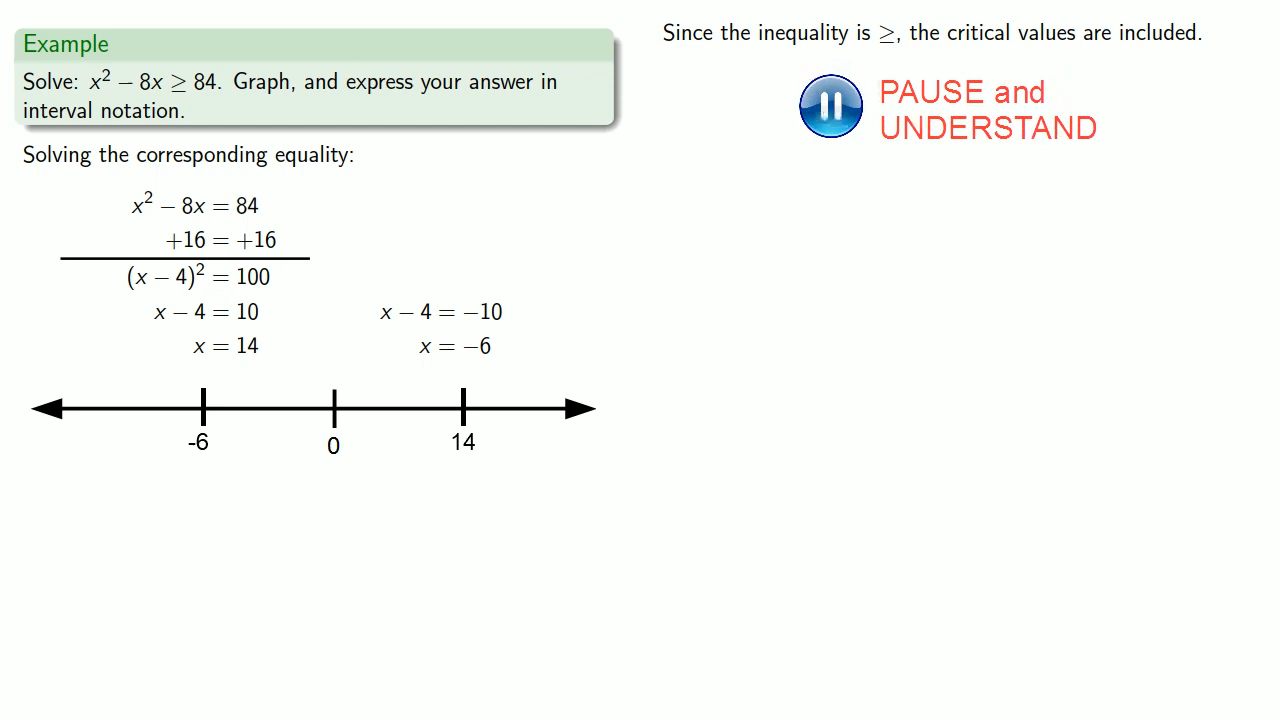 Example
Solve: x² − 8x ≥ 84. Graph, and express your answer in
interval notation.
Solving the corresponding equality:
x² − 8x = 84
+16 = +16
(x − 4)² = 100
x − 4 = 10 x − 4 = −10
x = 14 x = −6
-6 0 14
Since the inequality is ≥, the critical values are included.
PAUSE and
UNDERSTAND